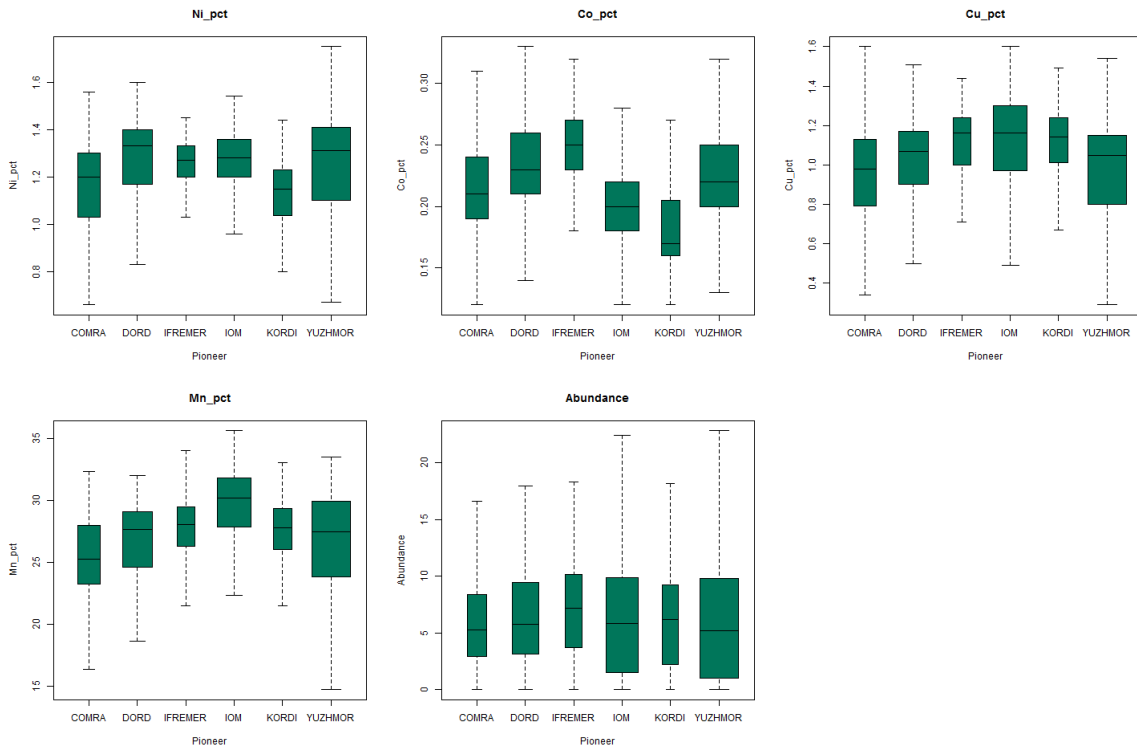 Ni_pct
Ni_pct
1.6
1.4
1.2
1.0
0.8
COMRA DORD IFREMER IOM KORDI YUZHMOR
Pioneer
Co_pct
Co_pct
0.30
0.25
0.20
0.15
COMRA DORD IFREMER IOM KORDI YUZHMOR
Pioneer
Cu_pct
Cu_pct
1.6
1.4
1.2
1.0
0.8
0.6
0.4
COMRA DORD IFREMER IOM KORDI YUZHMOR
Pioneer
Mn_pct
Mn_pct
35
30
25
20
15
COMRA DORD IFREMER IOM KORDI YUZHMOR
Pioneer
Abundance
Abundance
20
15
10
5
0
COMRA DORD IFREMER IOM KORDI YUZHMOR
Pioneer